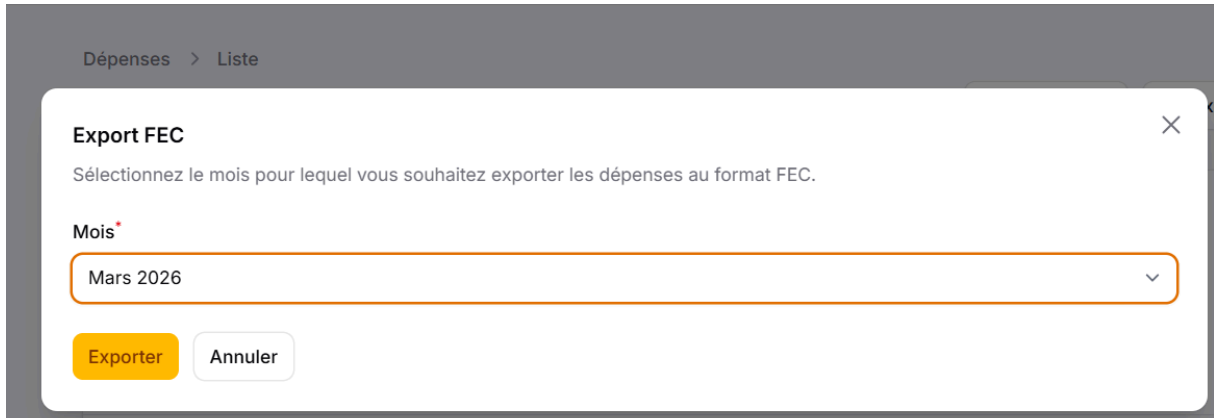 Dépenses > Liste
Export FEC
Sélectionnez le mois pour lequel vous souhaitez exporter les dépenses au format FEC.
Mois*
Mars 2026
Exporter Annuler